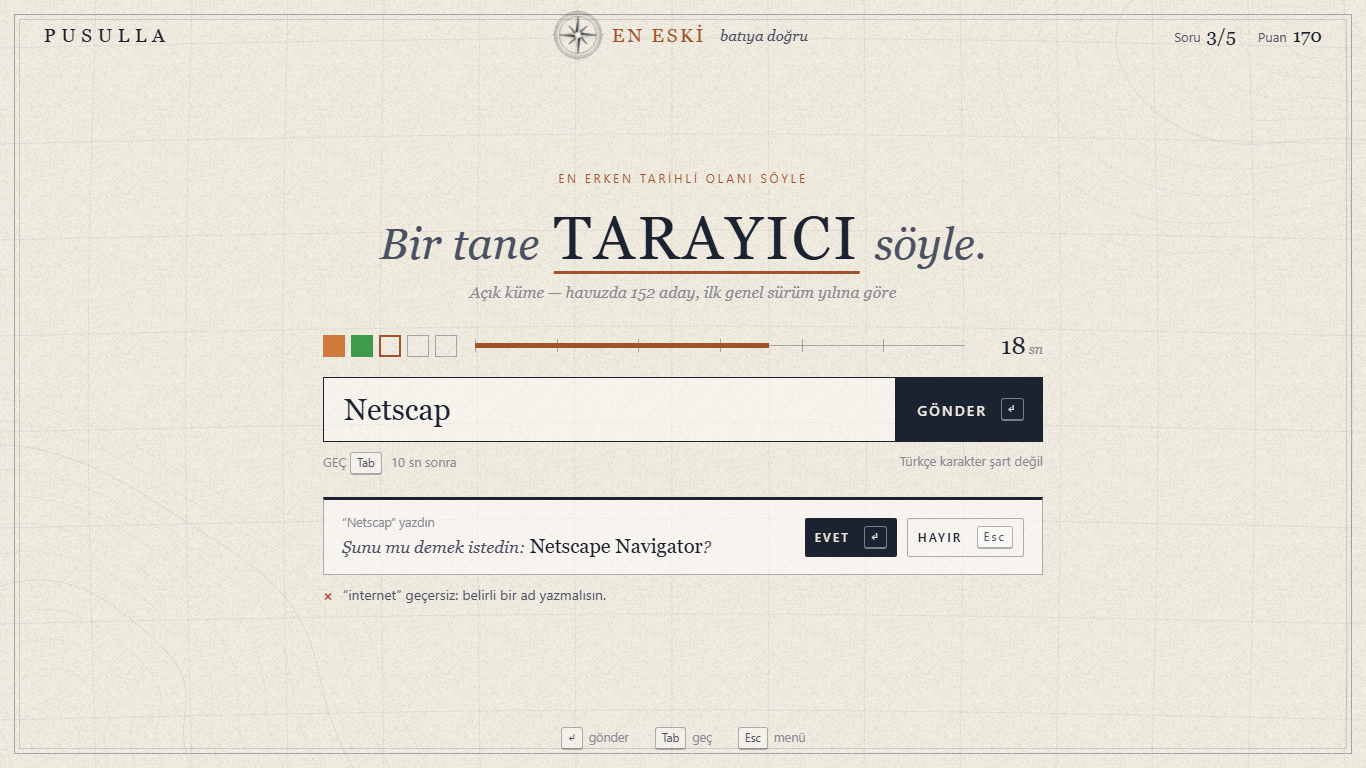 PUSULLA
EN ESKİ batıya doğru
Soru 3/5 Puan 170
EN ERKEN TARİHLİ OLANI SÖYLE
Bir tane TARAYICI söyle.
Açık küme — havuzda 152 aday, ilk genel sürüm yılına göre
18 sn
Netscap
GÖNDER ↵
GEÇ Tab 10 sn sonra
Türkçe karakter şart değil
“Netscap” yazdın
Şunu mu demek istedin: Netscape Navigator?
EVET ↵
HAYIR Esc
× “internet” geçersiz: belirli bir ad yazmalısın.
↵ gönder Tab geç Esc menü